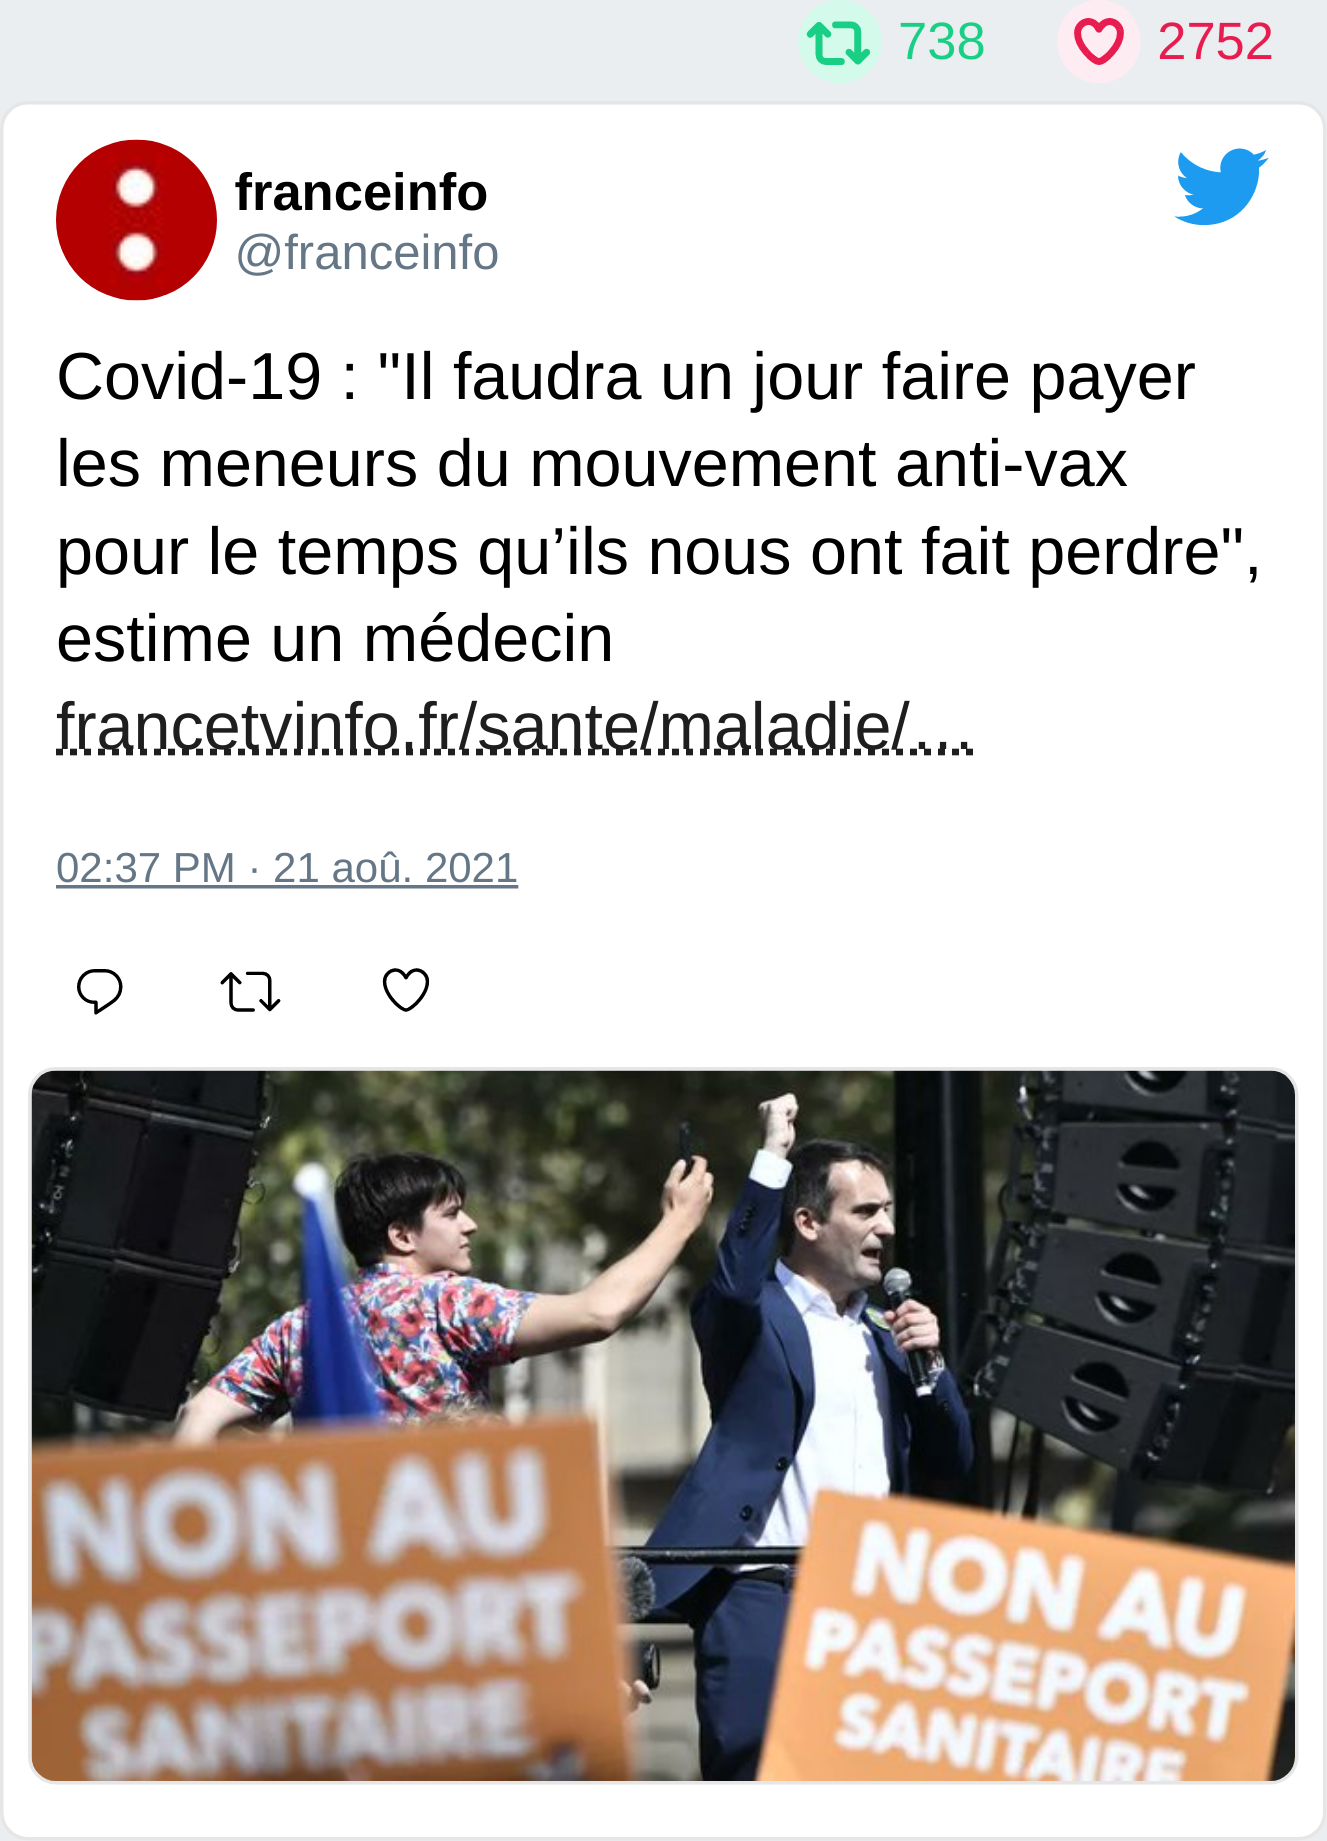 738 2752
franceinfo
@franceinfo
Covid-19 : "Il faudra un jour faire payer
les meneurs du mouvement anti-vax
pour le temps qu’ils nous ont fait perdre",
estime un médecin
francetvinfo.fr/sante/maladie/…
02:37 PM · 21 aoû. 2021
NON AU
PASSEPORT
SANITAIRE
NON AU
PASSEPORT
SANITAIRE